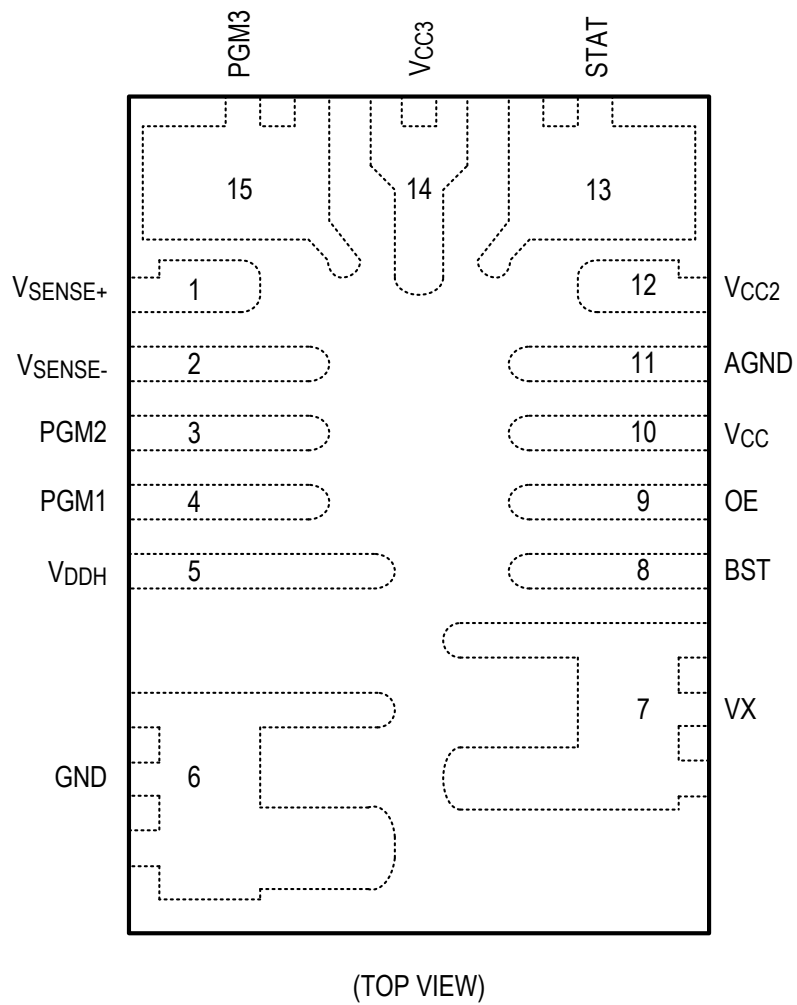 PGM3
VCC3
STAT
15
14
13
VSENSE+
1
12
VCC2
VSENSE-
2
11
AGND
PGM2
3
10
VCC
PGM1
4
9
OE
VDDH
5
8
BST
7
VX
GND
6
(TOP VIEW)